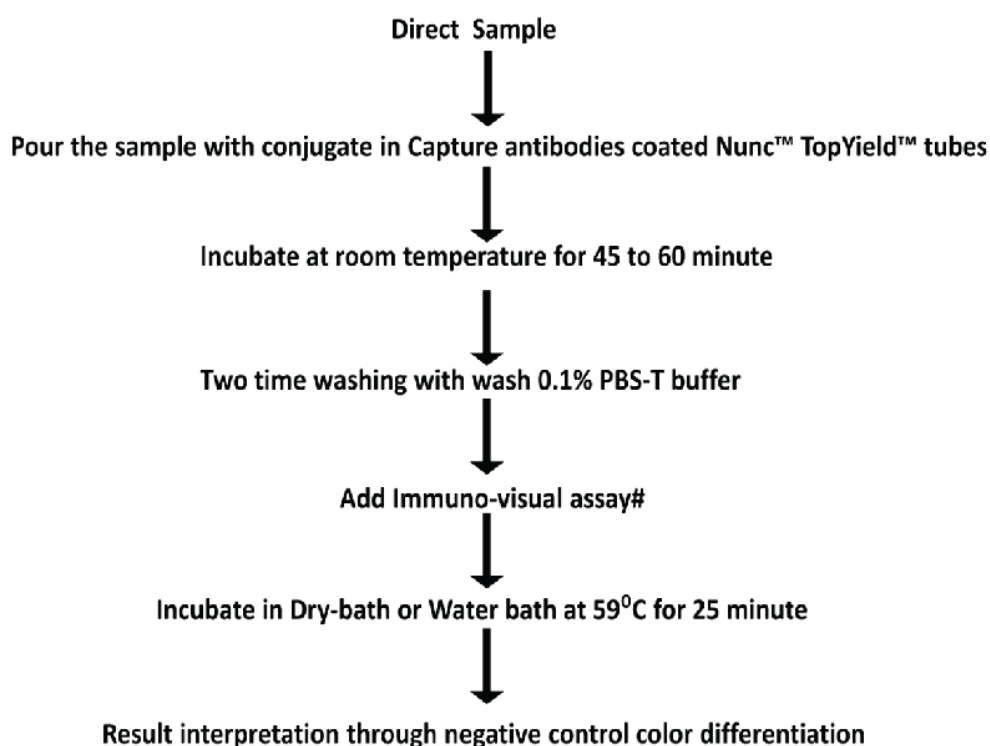 Direct Sample
Pour the sample with conjugate in Capture antibodies coated Nunc™ TopYield™ tubes
Incubate at room temperature for 45 to 60 minute
Two time washing with wash 0.1% PBS-T buffer
Add Immuno-visual assay#
Incubate in Dry-bath or Water bath at 59⁰C for 25 minute
Result interpretation through negative control color differentiation